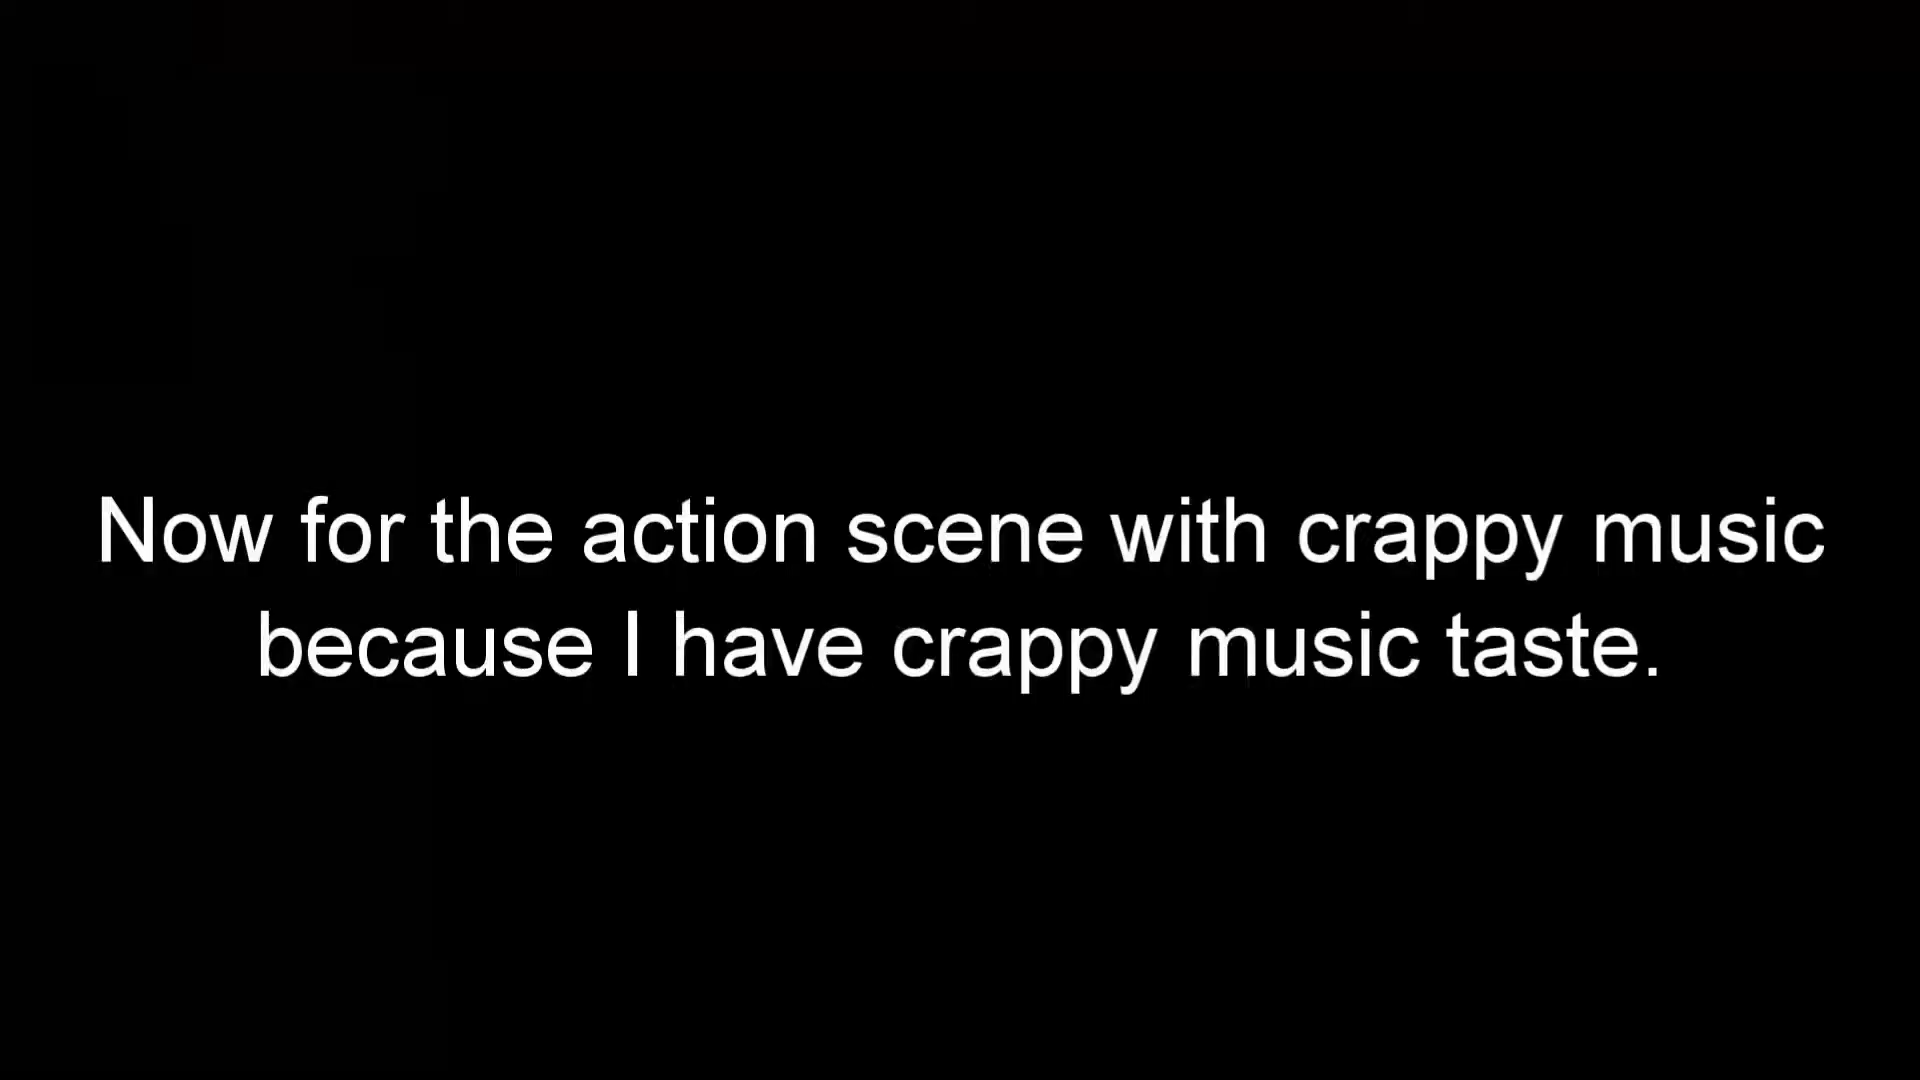 Now for the action scene with crappy music
because I have crappy music taste.